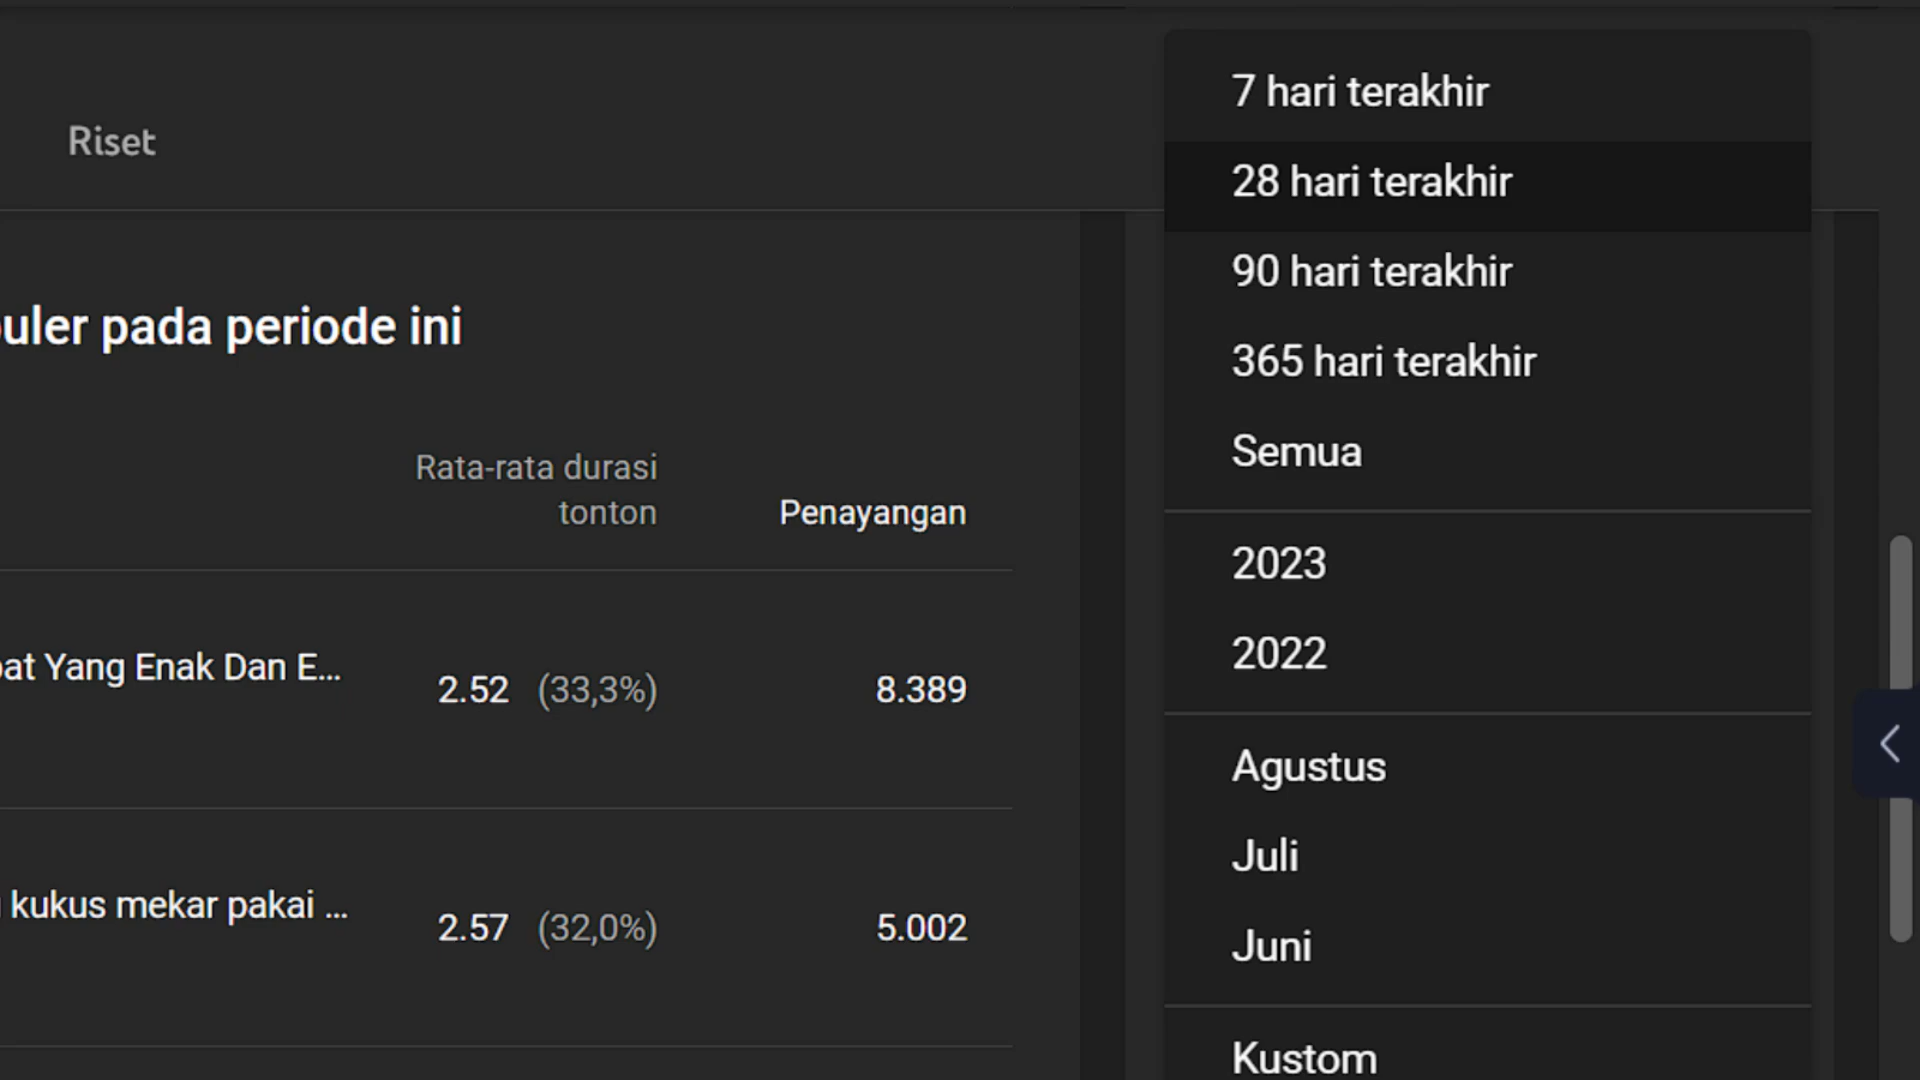 Riset
uler pada periode ini
Rata-rata durasi
tonton
Penayangan
at Yang Enak Dan E...
2.52 (33,3%)
8.389
kukus mekar pakai ...
2.57 (32,0%)
5.002
7 hari terakhir
28 hari terakhir
90 hari terakhir
365 hari terakhir
Semua
2023
2022
Agustus
Juli
Juni
Kustom